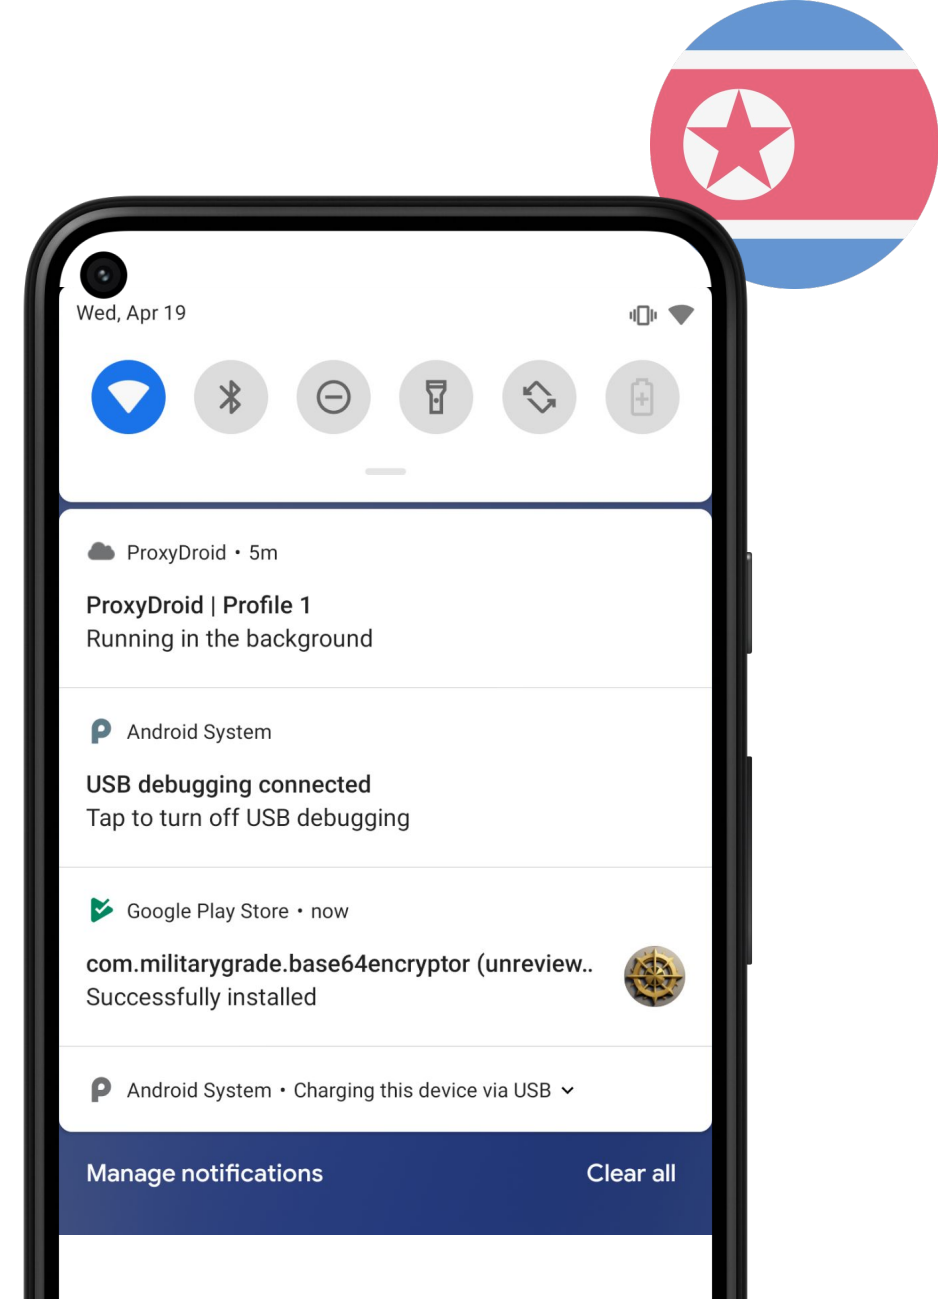 Wed, Apr 19
ProxyDroid • 5m
ProxyDroid | Profile 1
Running in the background
Android System
USB debugging connected
Tap to turn off USB debugging
Google Play Store • now
com.militarygrade.base64encryptor (unreview..
Successfully installed
Android System • Charging this device via USB
Manage notifications
Clear all